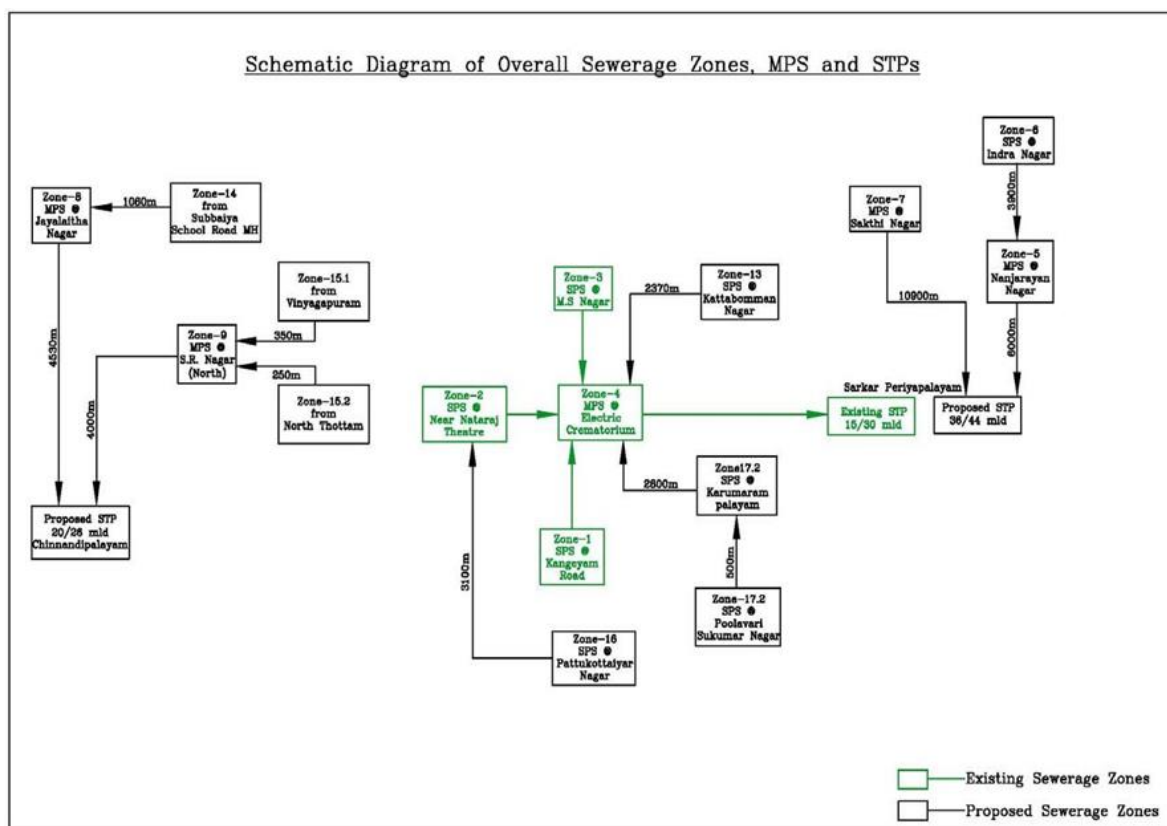 Schematic Diagram of Overall Sewerage Zones, MPS and STPs
Zone-6
SPS @
Indra Nagar
3900m
Zone-8
MPS @
Jayalaitha
Nagar
1060m
Zone-14
from
Subbaiya
School Road MH
Zone-7
MPS @
Sakthi Nagar
Zone-5
MPS @
Nanjarayan
Nagar
Zone-15.1
from
Vinyagapuram
Zone-3
SPS @
M.S Nagar
2370m
Zone-13
SPS @
Kattabomman
Nagar
10900m
6000m
4530m
Zone-9
MPS @
S.R. Nagar
(North)
350m
250m
4000m
Zone-15.2
from
North Thottam
Zone-2
SPS @
Near Nataraj
Theatre
Zone-4
MPS @
Electric
Crematorium
Sarkar Periyapalayam
Existing STP
15/30 mld
Proposed STP
36/44 mld
2600m
Zone17.2
SPS @
Karumaram
palayam
Proposed STP
20/26 mld
Chinnandipalayam
Zone-1
SPS @
Kangeyam
Road
3100m
500m
Zone-17.2
SPS @
Poolavari
Sukumar Nagar
Zone-16
SPS @
Pattukottaiyar
Nagar
Existing Sewerage Zones
Proposed Sewerage Zones